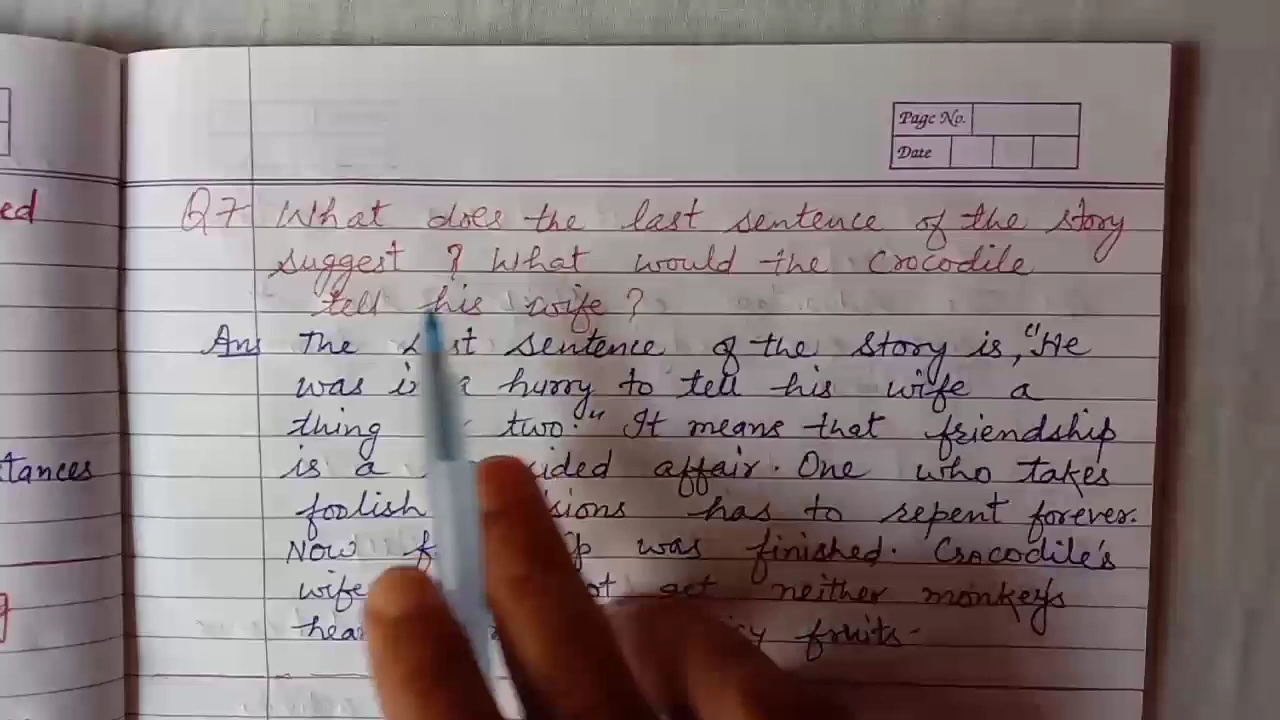 Page No.
Date
ed
tances
Q7 What does the last sentence of the story
suggest ? What would the Crocodile
tell his wife ?
Ans The sentence of the story is, "He
was a hurry to tell his wife a
thing two." It means that friendship
is a affair. One who takes
foolish has to repent forever.
Now was finished. Crocodile's
wife get neither monkeys
fruits.